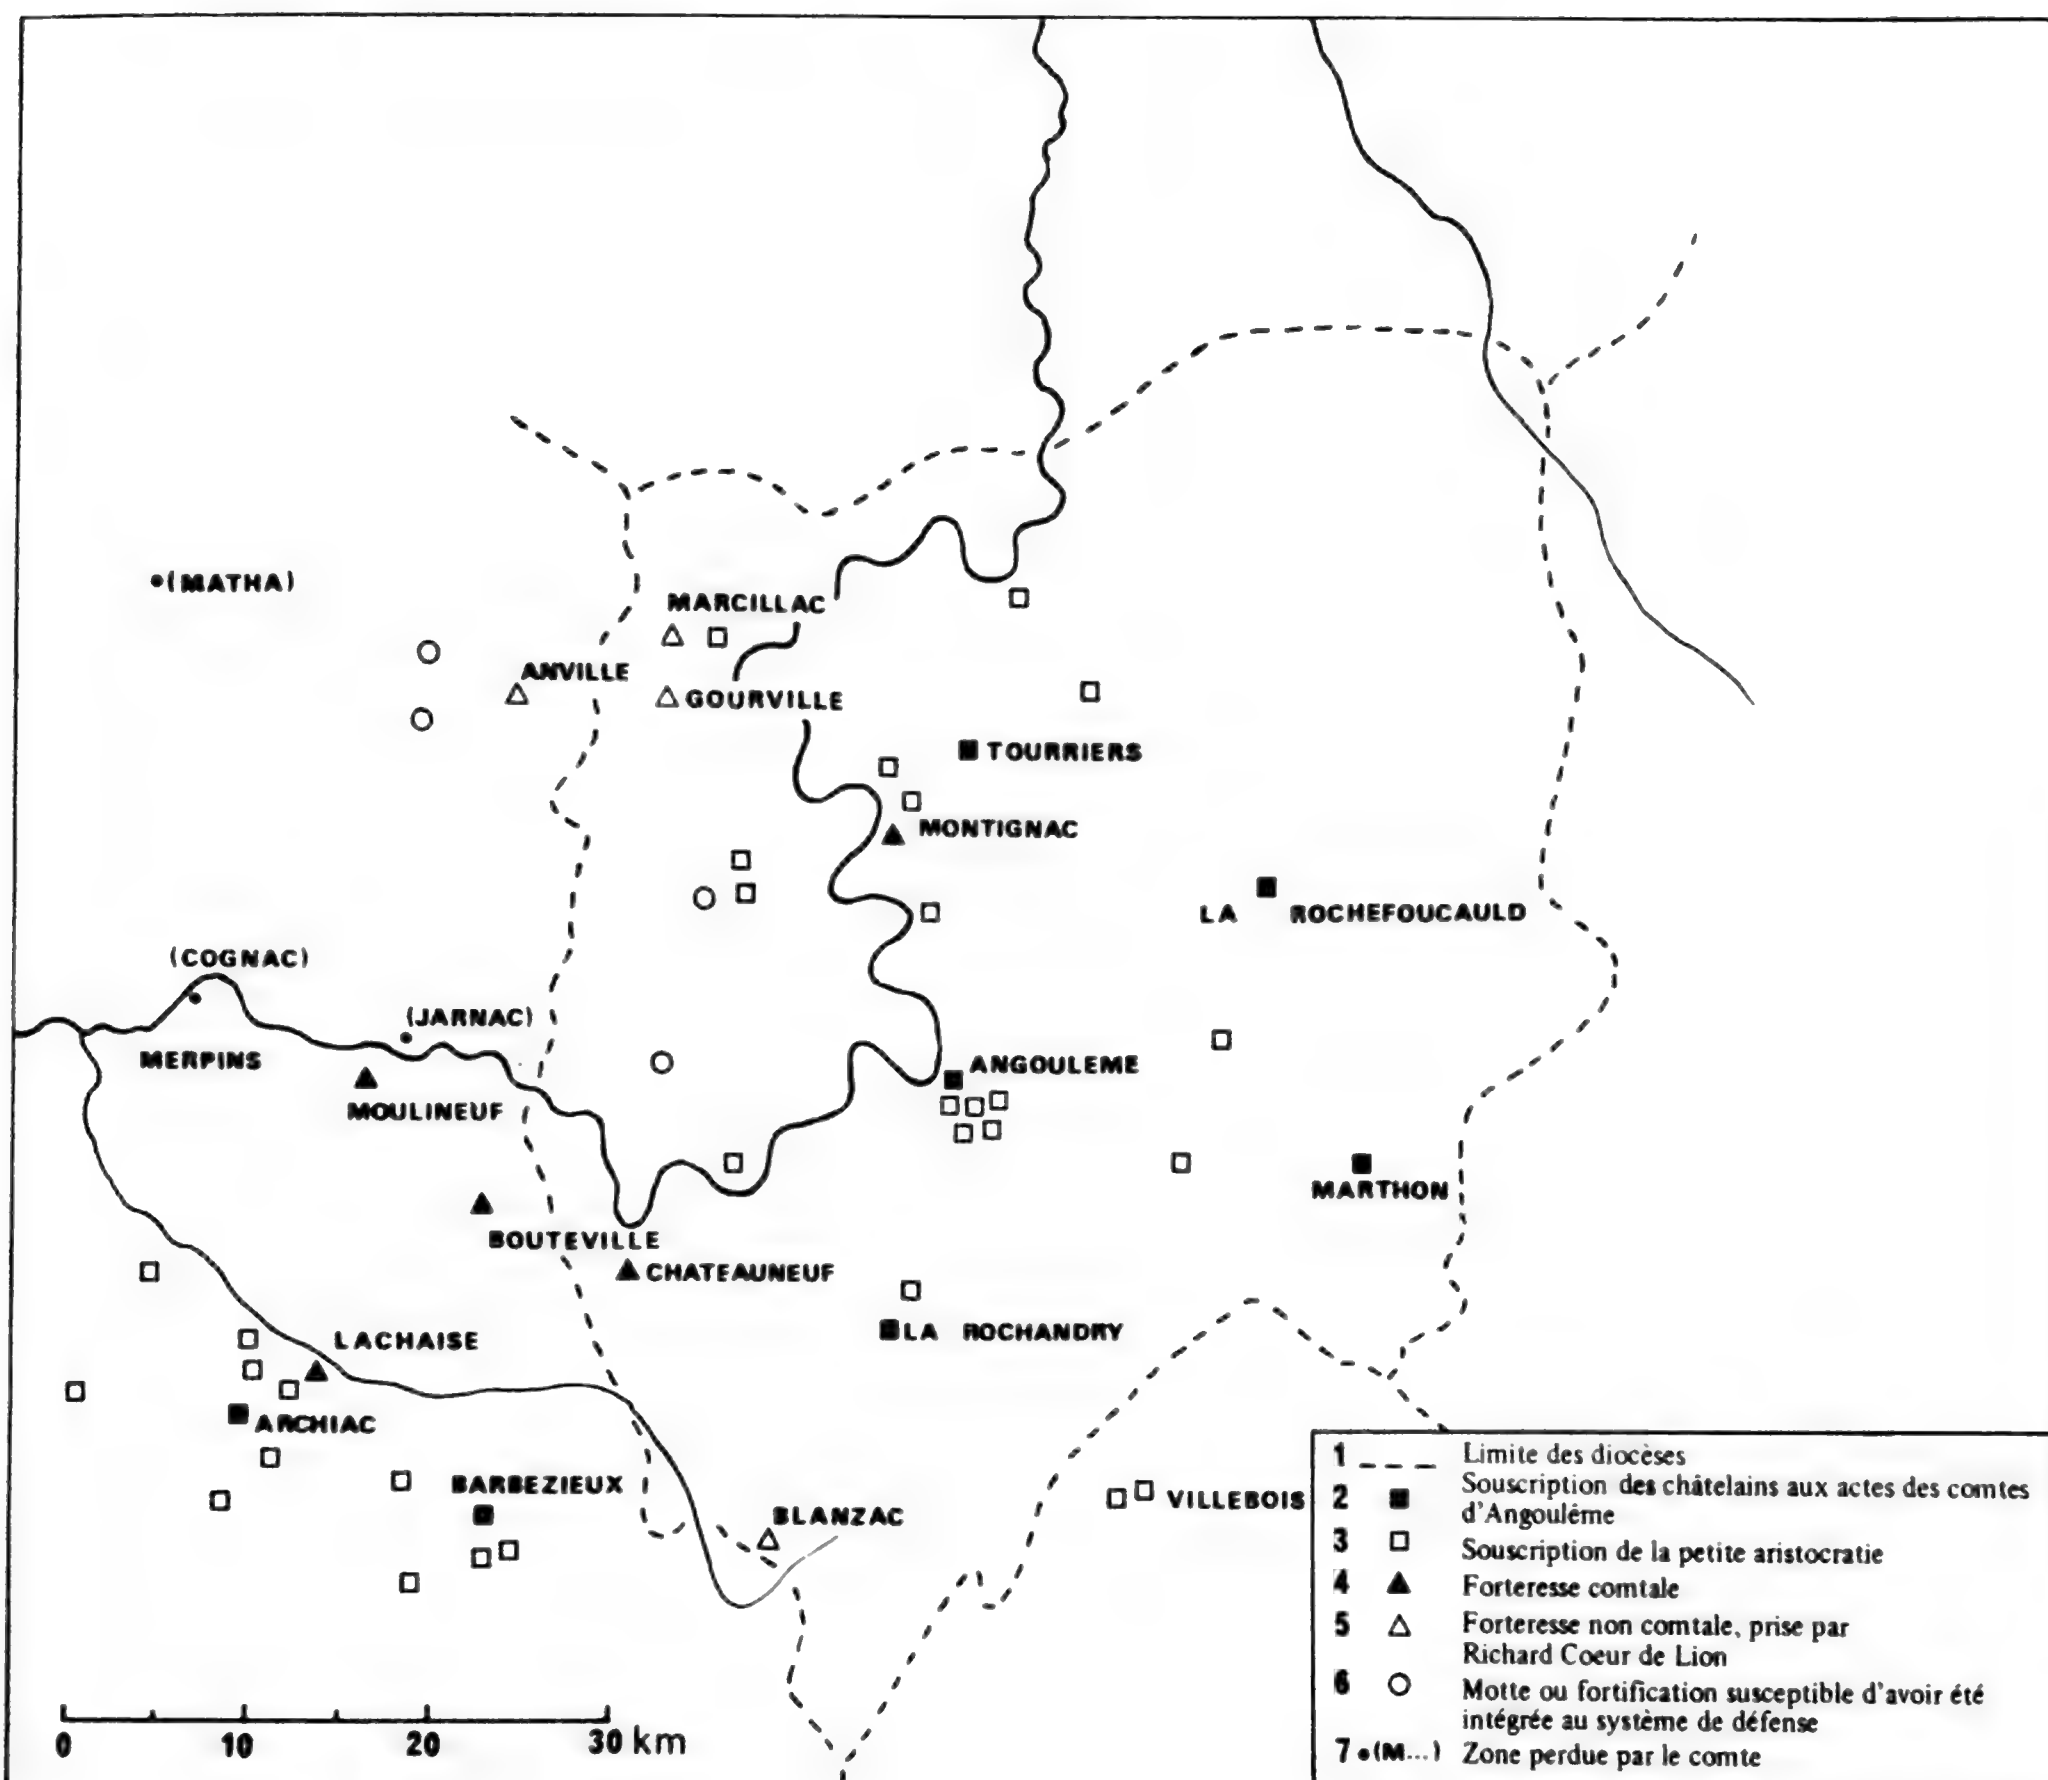 •(MATHA)
MARCILLAC
ANVILLE
GOURVILLE
TOURRIERS
MONTIGNAC
LA ROCHEFOUCAULD
(COGNAC)
(JARNAC)
MERPINS
ANGOULEME
MOULINEUF
MARTHON
BOUTEVILLE
CHATEAUNEUF
LA ROCHANDRY
LACHAISE
ARCHIAC
BARBEZIEUX
BLANZAC
VILLEBOIS
1 Limite des diocèses
2 Souscription des châtelains aux actes des comtes
d'Angoulême
3 Souscription de la petite aristocratie
4 Forteresse comtale
5 Forteresse non comtale, prise par
Richard Coeur de Lion
6 Motte ou fortification susceptible d'avoir été
intégrée au système de défense
7 •(M...) Zone perdue par le comte
0 10 20 30 km